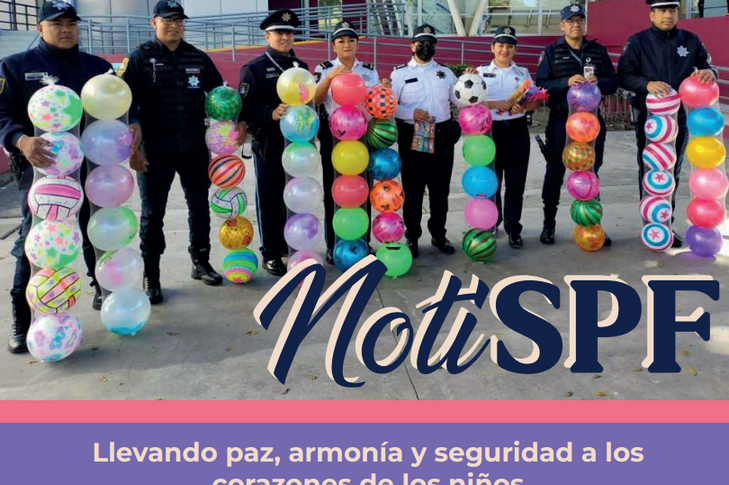 NotiSPF
Llevando paz, armonía y seguridad a los
corazones de los niños